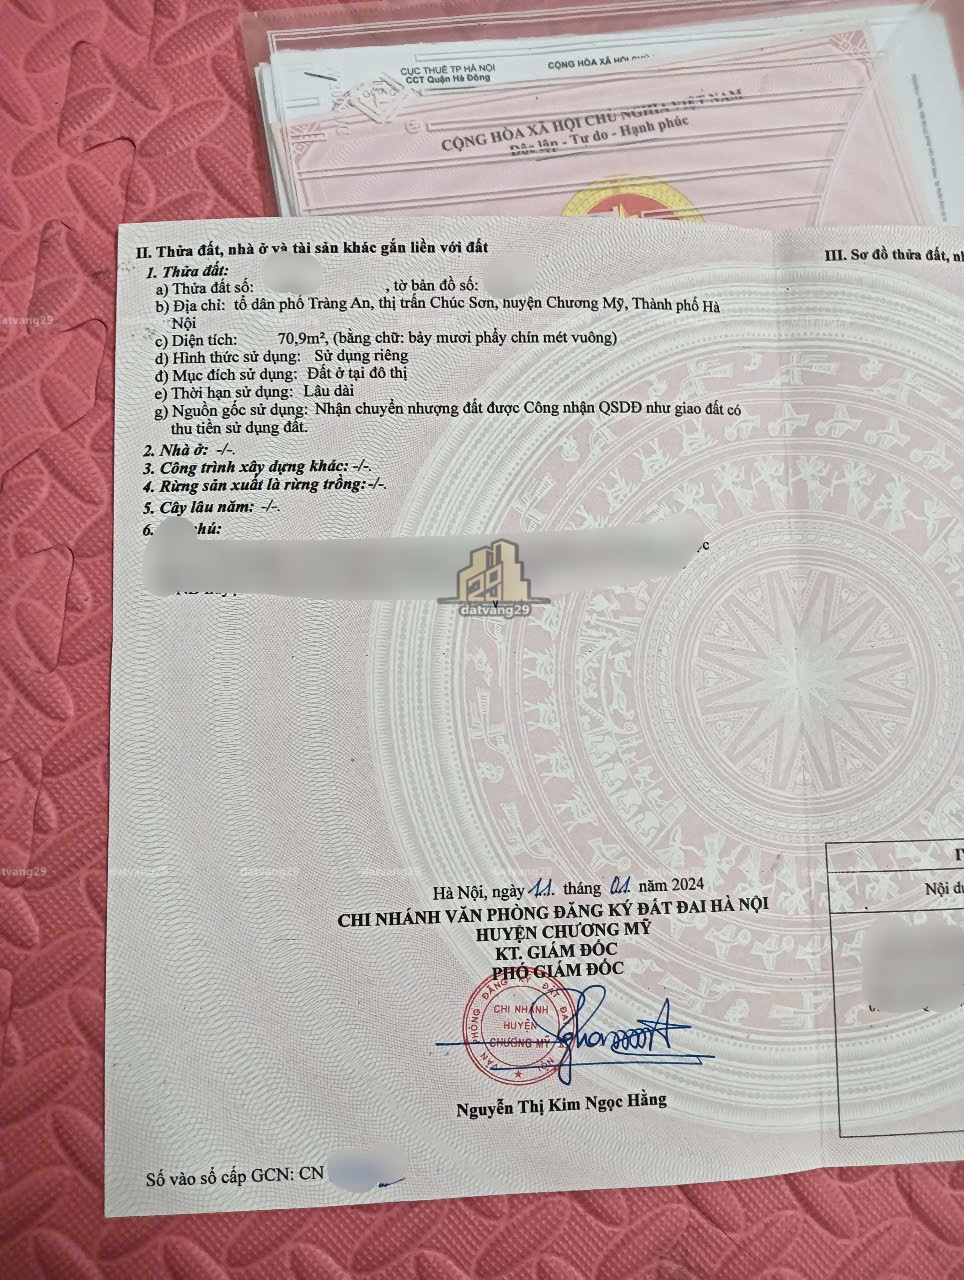 CỤC THUẾ TP HÀ NỘI
CCT Quận Hà Đông
CỘNG HÒA XÃ HỘI
CỘNG HÒA XÃ HỘI CHỦ NGHĨA VIỆT NAM
Độc lập - Tự do - Hạnh phúc
II. Thửa đất, nhà ở và tài sản khác gắn liền với đất
III. Sơ đồ thửa đất,
1. Thửa đất:
a) Thửa đất số: , tờ bản đồ số:
b) Địa chỉ: tổ dân phố Tràng An, thị trấn Chúc Sơn, huyện Chương Mỹ, Thành phố Hà
Nội
c) Diện tích: 70,9m², (bằng chữ: bảy mươi phẩy chín mét vuông)
d) Hình thức sử dụng: Sử dụng riêng
đ) Mục đích sử dụng: Đất ở tại đô thị
e) Thời hạn sử dụng: Lâu dài
g) Nguồn gốc sử dụng: Nhận chuyển nhượng đất được Công nhận QSDĐ như giao đất có
thu tiền sử dụng đất.
2. Nhà ở: -/-.
3. Công trình xây dựng khác: -/-.
4. Rừng sản xuất là rừng trồng: -/-.
5. Cây lâu năm: -/-.
6. hú:
29
datvang29
Hà Nội, ngày 11 tháng 01 năm 2024
CHI NHÁNH VĂN PHÒNG ĐĂNG KÝ ĐẤT ĐAI HÀ NỘI
HUYỆN CHƯƠNG MỸ
KT. GIÁM ĐỐC
PHÓ GIÁM ĐỐC
CHI NHÁNH
HUYỆN
CHƯƠNG MỸ
Nguyễn Thị Kim Ngọc Hằng
Nội du
Số vào sổ cấp GCN: CN